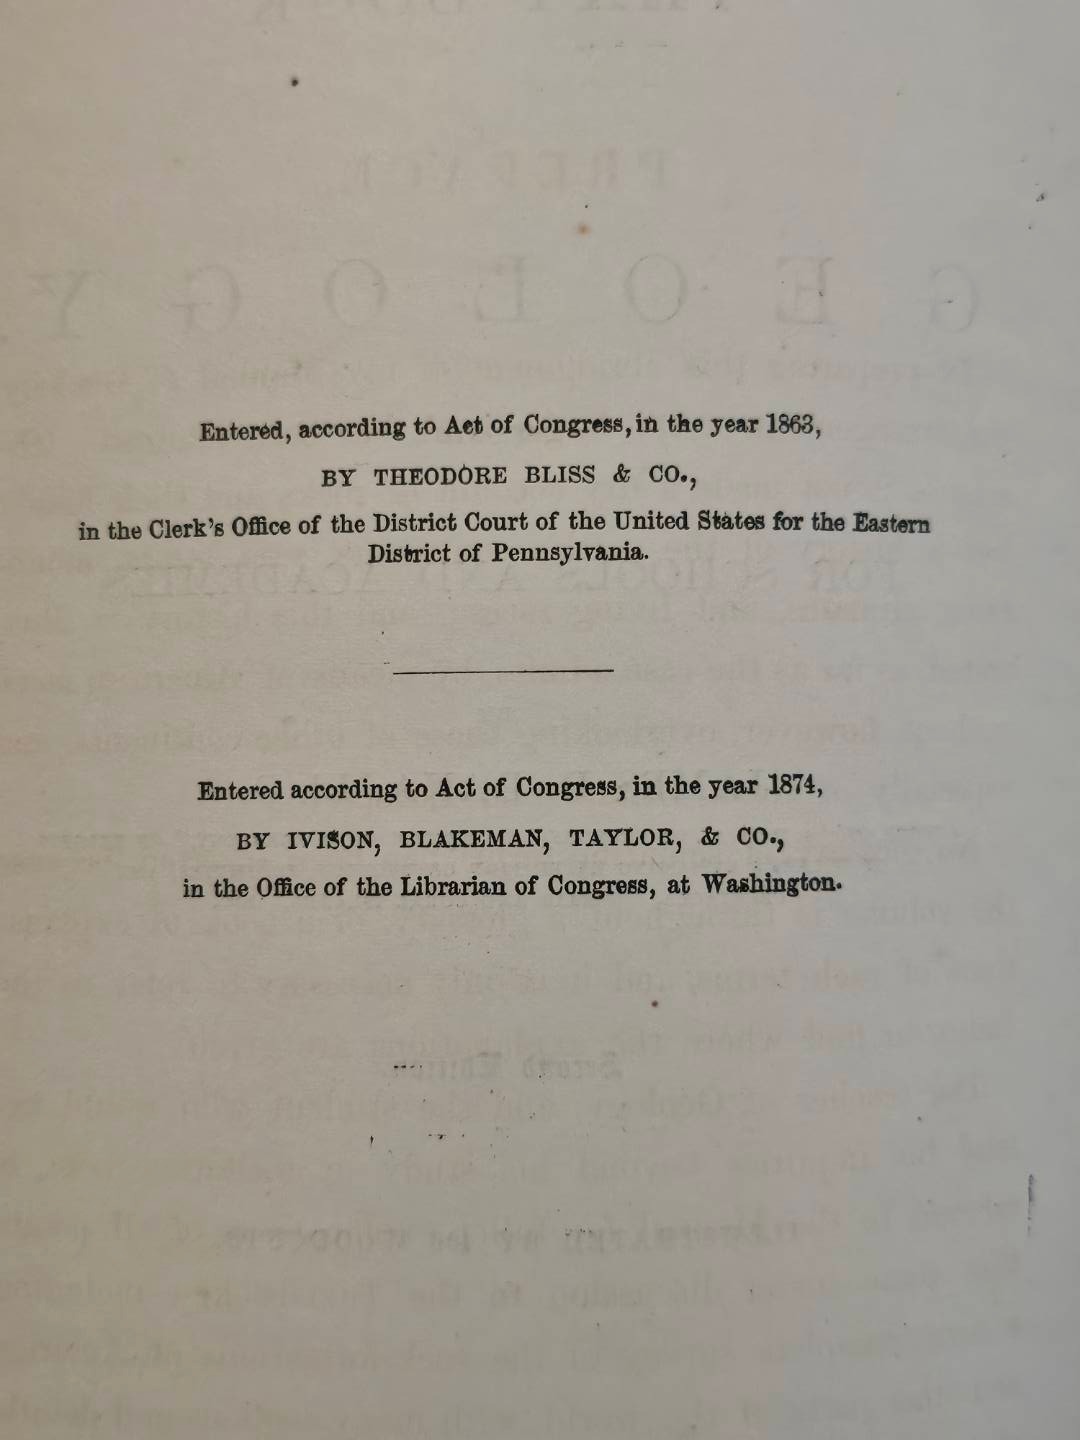 Entered, according to Act of Congress, in the year 1863,
BY THEODORE BLISS & CO.,
in the Clerk's Office of the District Court of the United States for the Eastern
District of Pennsylvania.
Entered according to Act of Congress, in the year 1874,
BY IVISON, BLAKEMAN, TAYLOR, & CO.,
in the Office of the Librarian of Congress, at Washington.